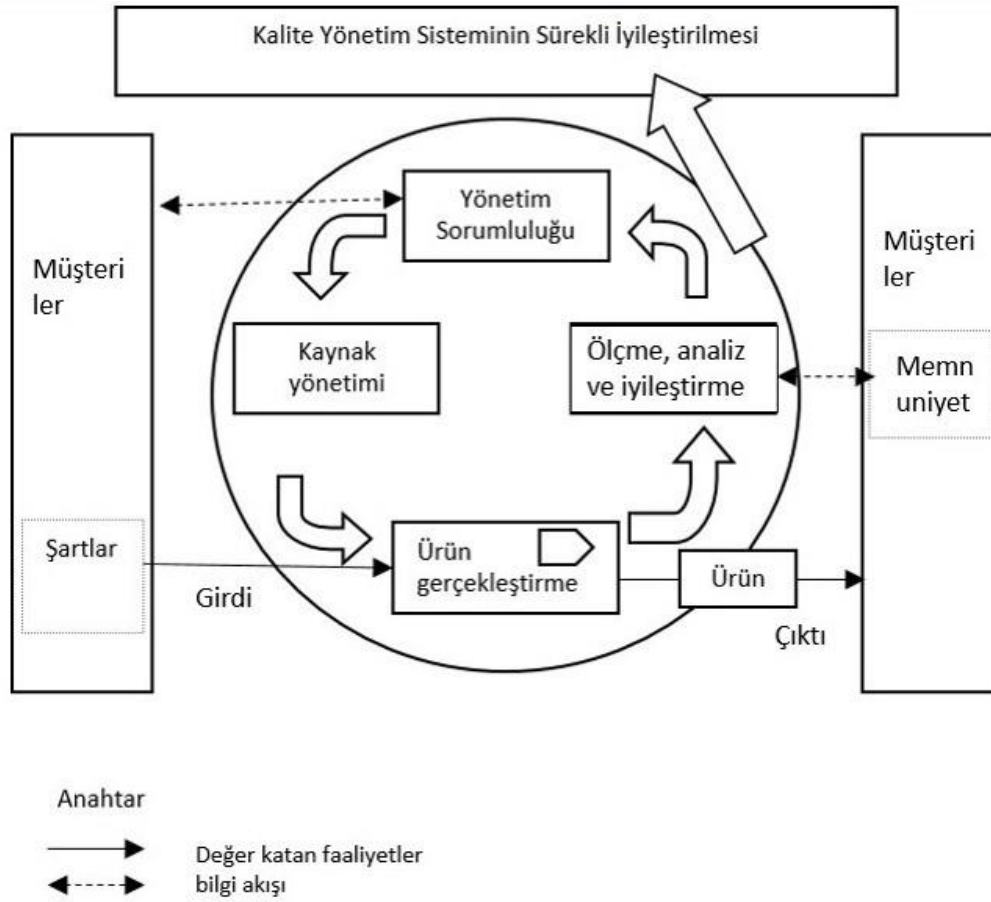 Kalite Yönetim Sisteminin Sürekli İyileştirilmesi
Yönetim
Sorumluluğu
Müşteri
ler
Müşteri
ler
Kaynak
yönetimi
Ölçme, analiz
ve iyileştirme
Memn
uniyet
Şartlar
Girdi
Ürün
gerçekleştirme
Ürün
Çıktı
Anahtar
Değer katan faaliyetler
bilgi akışı